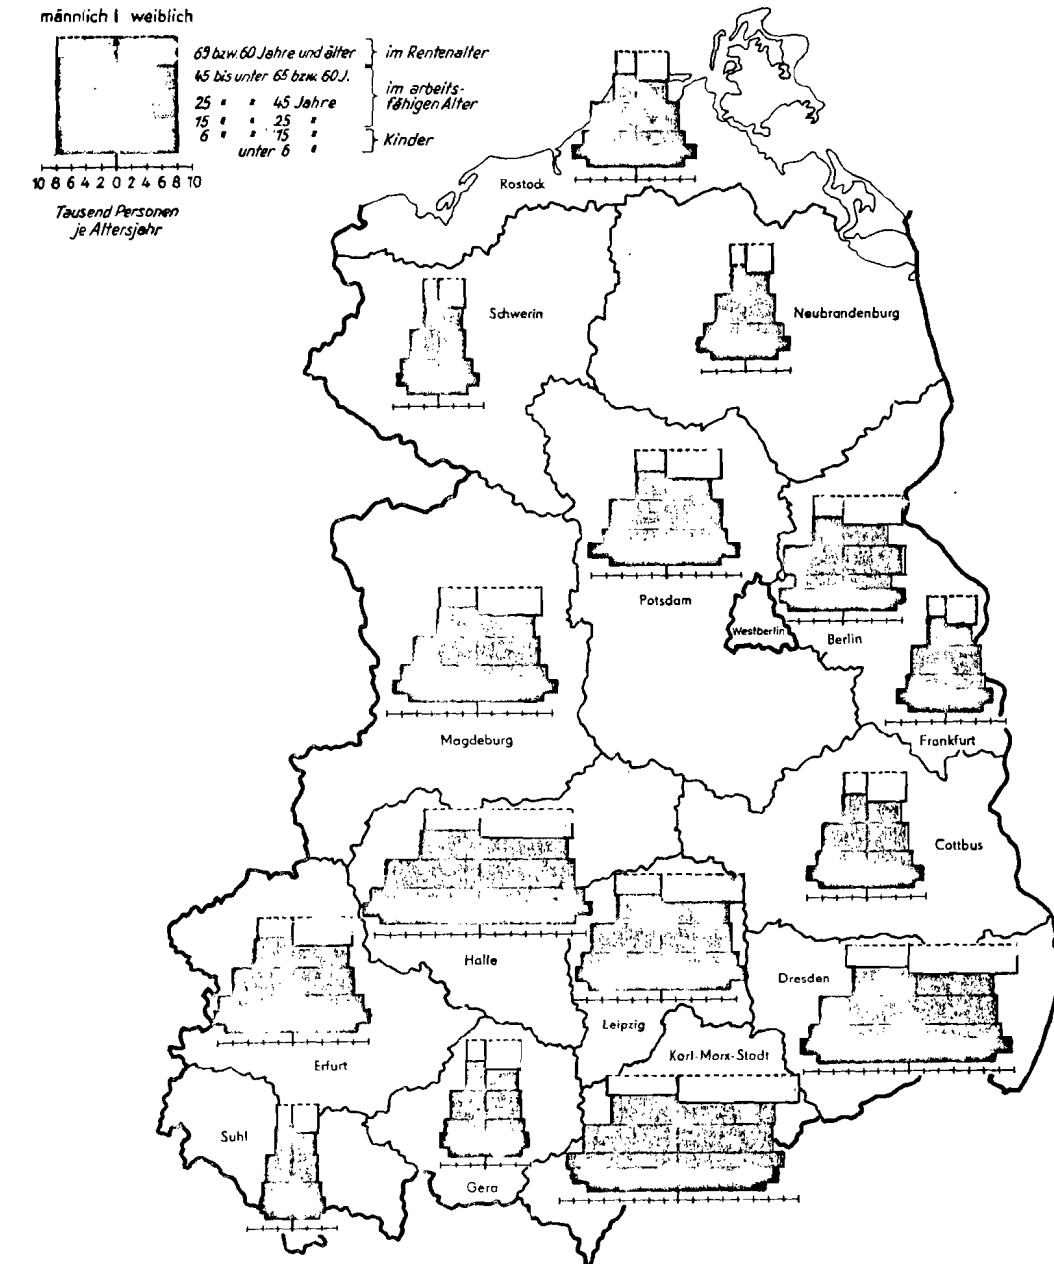 männlich | weiblich
65 bzw. 60 Jahre und älter } im Rentenalter
45 bis unter 65 bzw. 60 J.
25 " " 45 Jahre
15 " " 25 "
im arbeits-
fähigen Alter
6 " " 15 "
unter 6 "
Kinder
10 8 6 4 2 0 2 4 6 8 10
Tausend Personen
je Altersjahr
Rostock
Schwerin
Neubrandenburg
Potsdam
Westberlin
Berlin
Magdeburg
Frankfurt
Cottbus
Halle
Dresden
Leipzig
Karl-Marx-Stadt
Erfurt
Suhl
Gera